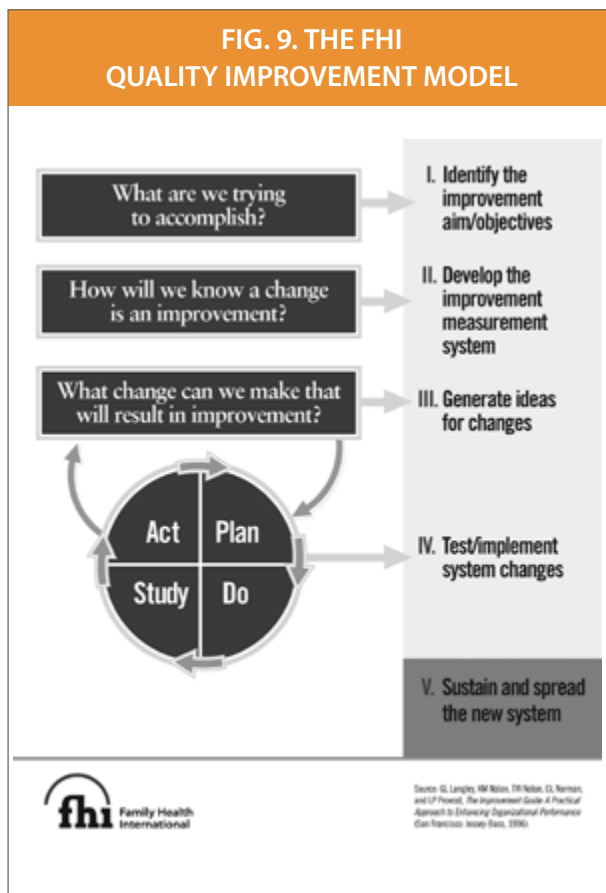 FIG. 9. THE FHI
QUALITY IMPROVEMENT MODEL
What are we trying
to accomplish?
I. Identify the
improvement
aim/objectives
How will we know a change
is an improvement?
II. Develop the
improvement
measurement
system
What change can we make that
will result in improvement?
III. Generate ideas
for changes
Act
Plan
Study
Do
IV. Test/implement
system changes
V. Sustain and spread
the new system
fhi
Family Health
International
Source: GL Langley, KM Nolan, TW Nolan, CL Norman,
and LP Provost, The Improvement Guide: A Practical
Approach to Enhancing Organizational Performance
(San Francisco: Jossey-Bass, 1996).